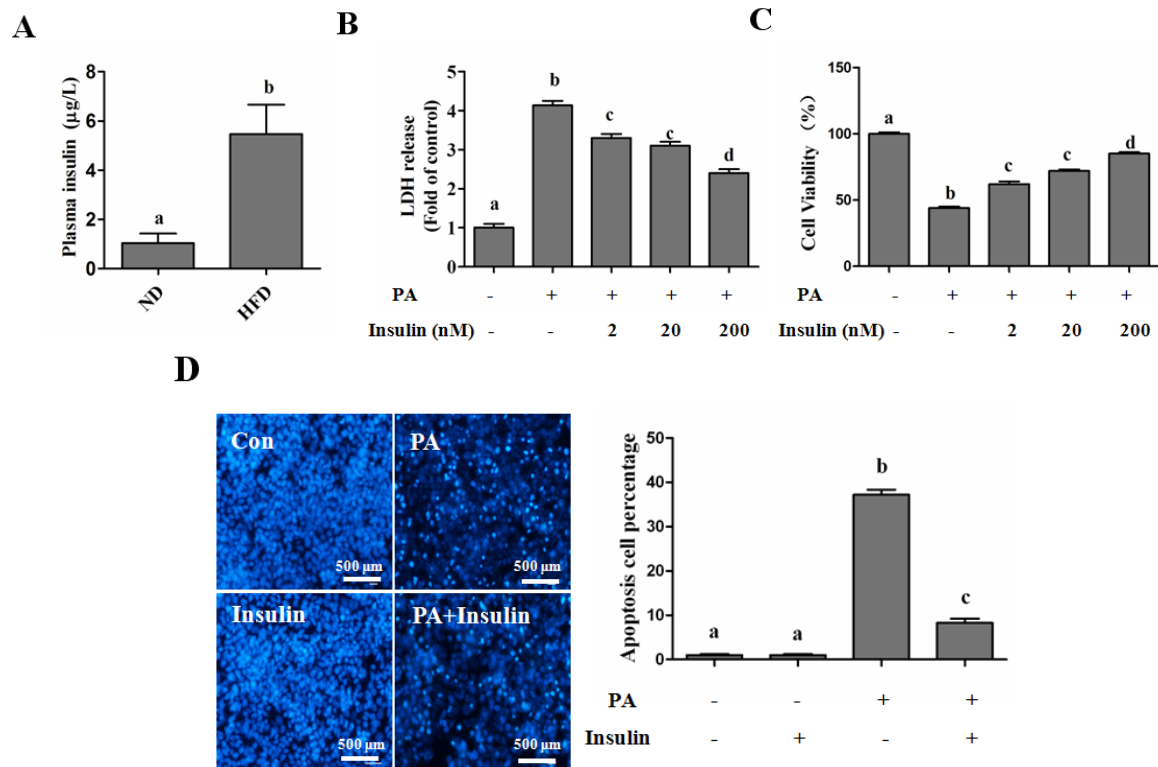 A
Plasma insulin (μg/L)
8
6
4
2
0
a
b
ND
HFD
B
LDH release
(Fold of control)
5
4
3
2
1
0
a
b
c
c
d
PA - + + + +
Insulin (nM) - - 2 20 200
C
Cell Viability (%)
150
100
50
0
a
b
c
c
d
PA - + + + +
Insulin (nM) - - 2 20 200
D
Con
500 μm
PA
500 μm
Insulin
500 μm
PA+Insulin
500 μm
Apoptosis cell percentage
50
40
30
20
10
0
a
a
b
c
PA - - + +
Insulin - + - +